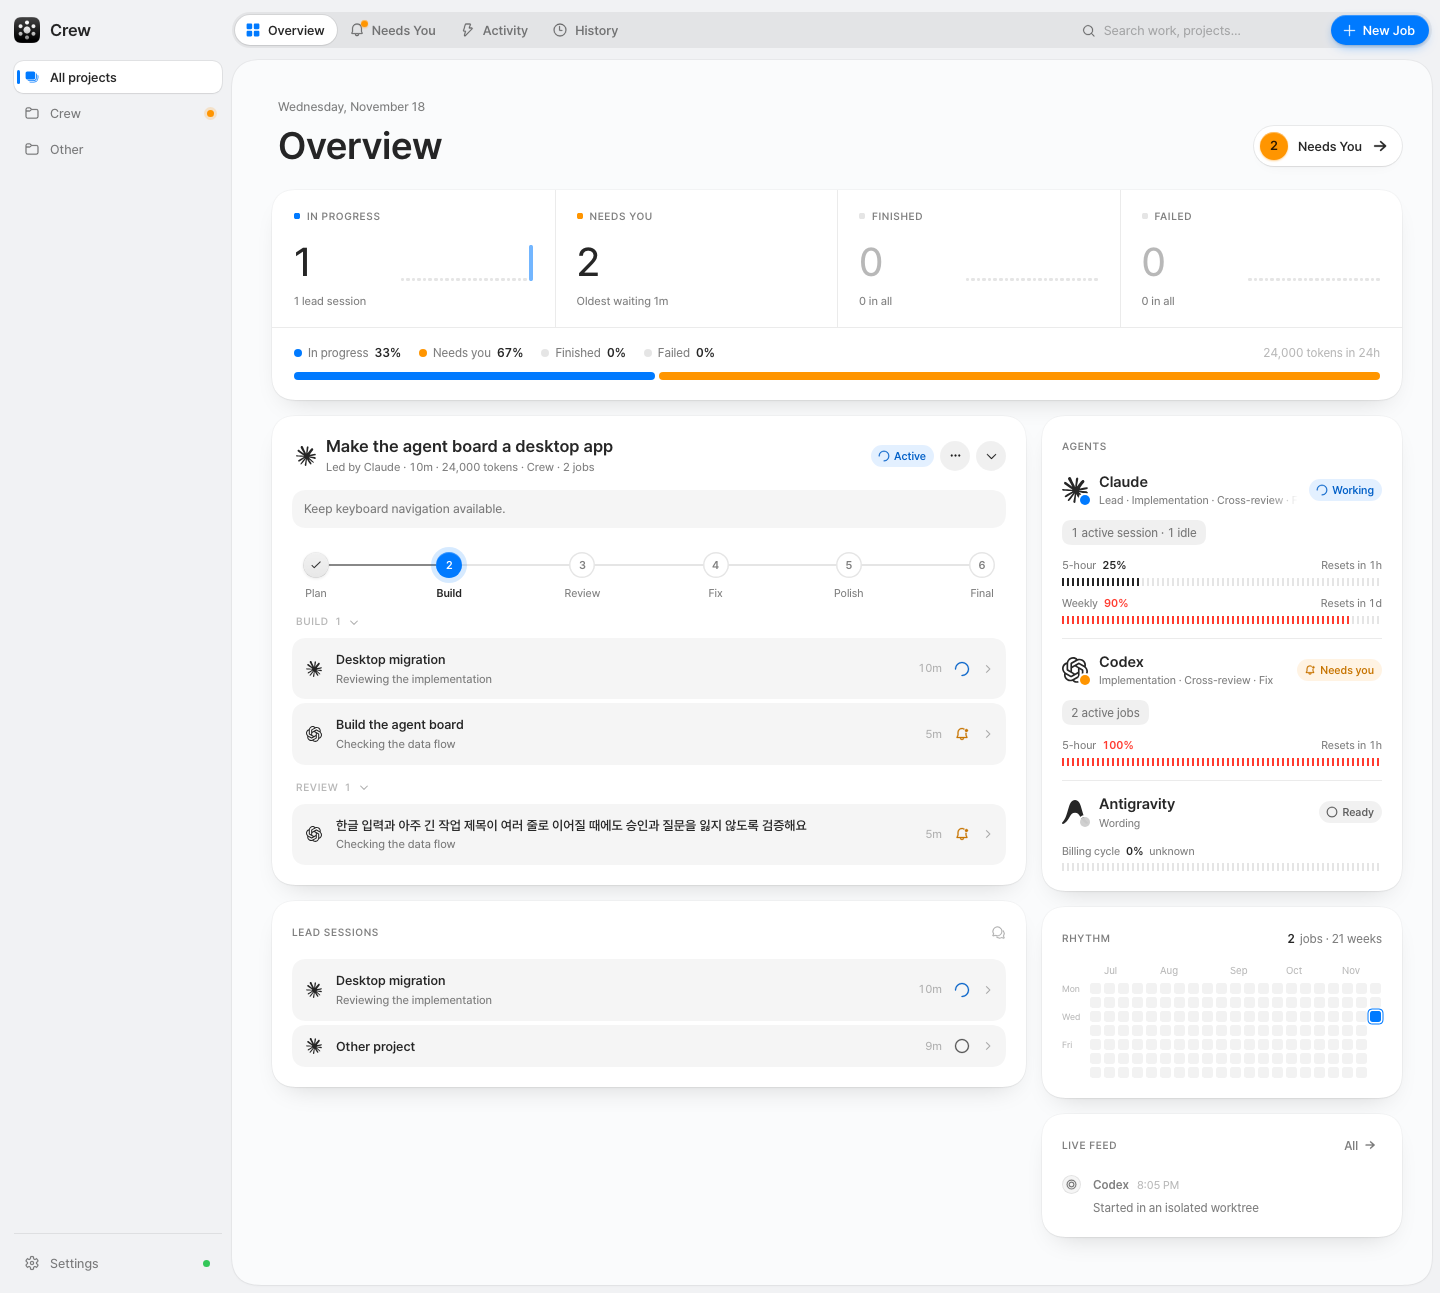 Crew
Overview
Needs You
Activity
History
Search work, projects...
New Job
All projects
Crew
Other
Settings
Wednesday, November 18
Overview
2 Needs You
IN PROGRESS
1
1 lead session
NEEDS YOU
2
Oldest waiting 1m
FINISHED
0
0 in all
FAILED
0
0 in all
In progress 33% Needs you 67% Finished 0% Failed 0%
24,000 tokens in 24h
Make the agent board a desktop app
Led by Claude · 10m · 24,000 tokens · Crew · 2 jobs
Active
Keep keyboard navigation available.
2 3 4 5 6
Plan Build Review Fix Polish Final
BUILD 1
Desktop migration
Reviewing the implementation
10m
Build the agent board
Checking the data flow
5m
REVIEW 1
한글 입력과 아주 긴 작업 제목이 여러 줄로 이어질 때에도 승인과 질문을 잃지 않도록 검증해요
Checking the data flow
5m
LEAD SESSIONS
Desktop migration
Reviewing the implementation
10m
Other project
9m
AGENTS
Claude
Lead · Implementation · Cross-review ·
Working
1 active session · 1 idle
5-hour 25% Resets in 1h
Weekly 90% Resets in 1d
Codex
Implementation · Cross-review · Fix
Needs you
2 active jobs
5-hour 100% Resets in 1h
Antigravity
Wording
Ready
Billing cycle 0% unknown
RHYTHM
2 jobs · 21 weeks
Jul Aug Sep Oct Nov
Mon
Wed
Fri
LIVE FEED
All
Codex 8:05 PM
Started in an isolated worktree